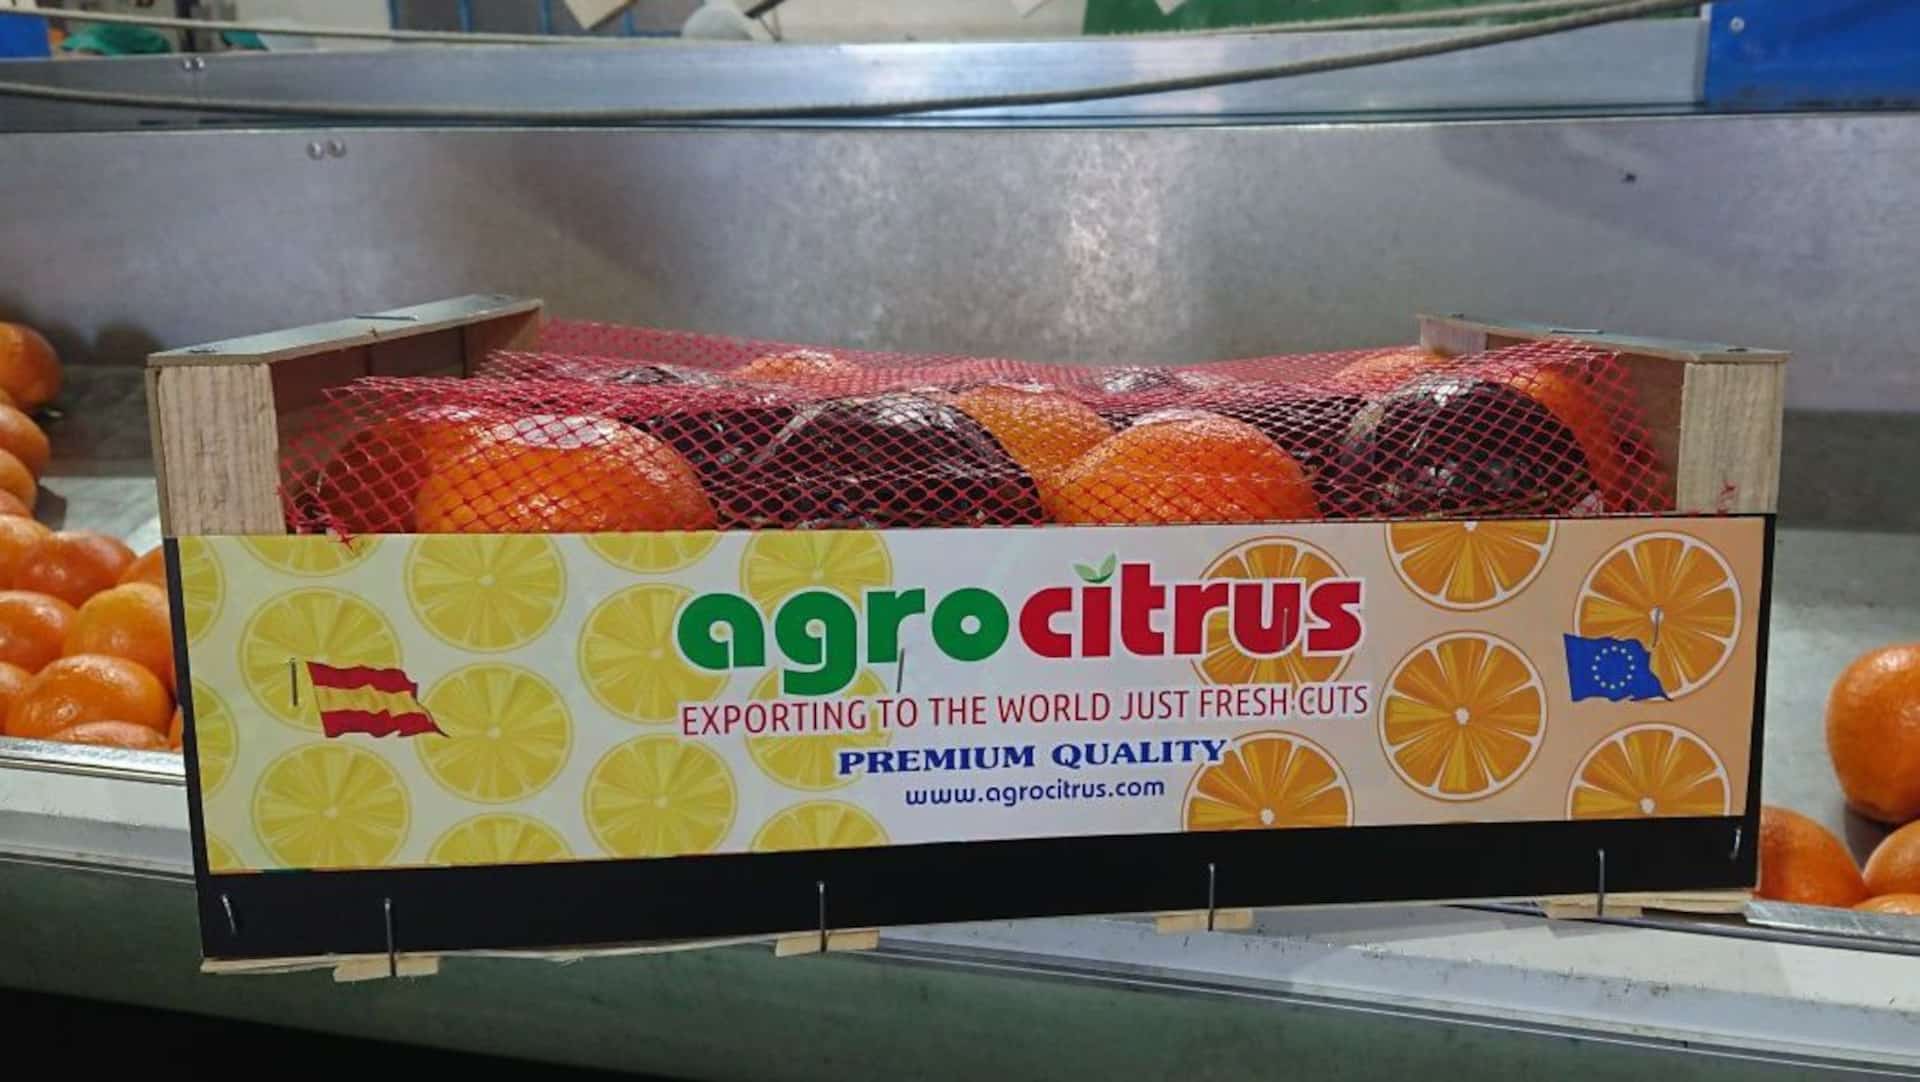 agrocitrus
EXPORTING TO THE WORLD JUST FRESH CUTS
PREMIUM QUALITY
www.agrocitrus.com